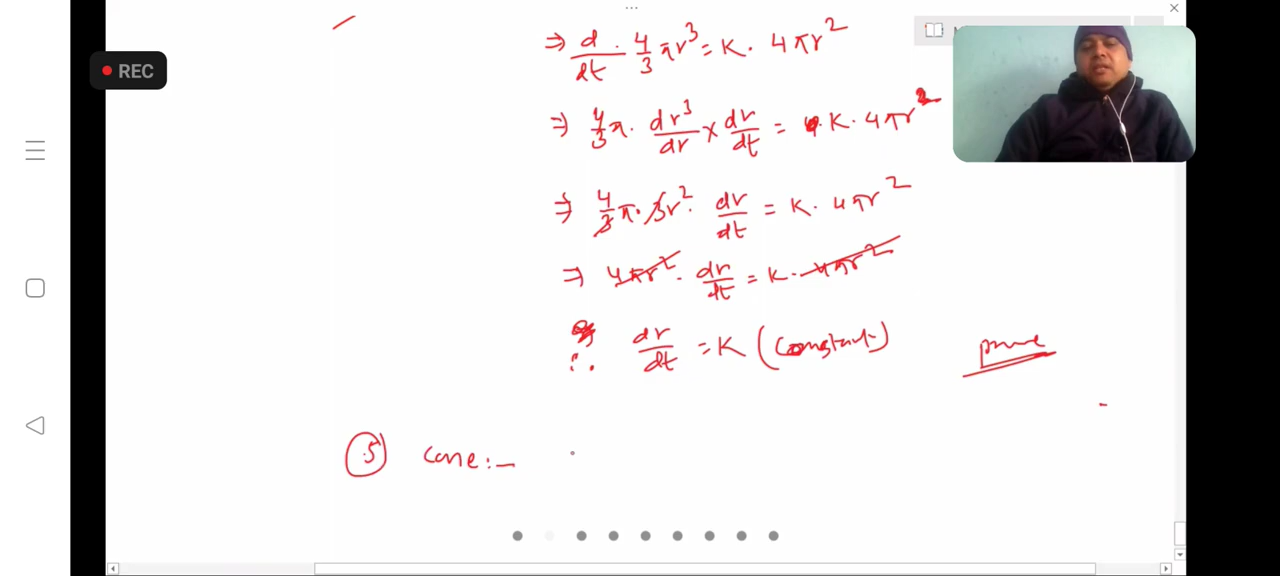 REC
⇒ d/dt · 4/3 πr³ = K · 4πr²
⇒ 4/3 π · dr³/dr × dr/dt = K · 4πr²
⇒ 4/3 π · 3r² · dr/dt = K · 4πr²
⇒ 4πr² · dr/dt = K · 4πr²
∴ dr/dt = K (constant)
5 Cone :-